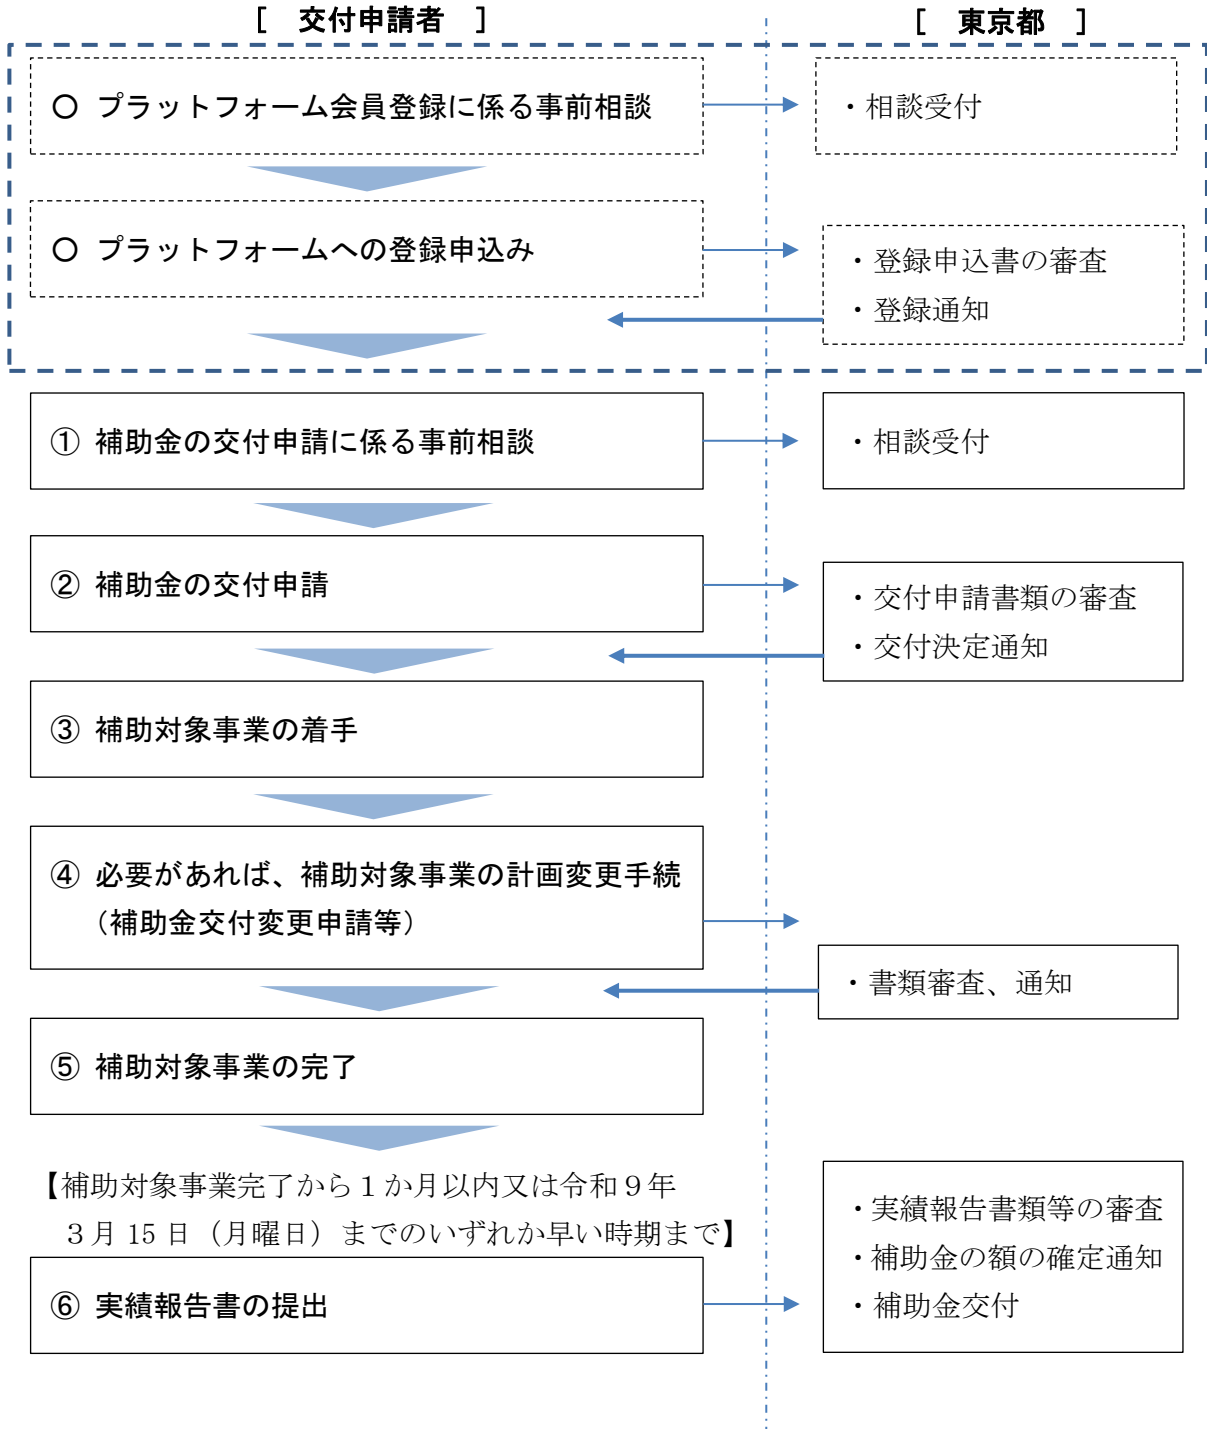 [ 交付申請者 ]
[ 東京都 ]
○ プラットフォーム会員登録に係る事前相談
・相談受付
○ プラットフォームへの登録申込み
・登録申込書の審査
・登録通知
① 補助金の交付申請に係る事前相談
・相談受付
② 補助金の交付申請
・交付申請書類の審査
・交付決定通知
③ 補助対象事業の着手
④ 必要があれば、補助対象事業の計画変更手続
（補助金交付変更申請等）
・書類審査、通知
⑤ 補助対象事業の完了
【補助対象事業完了から１か月以内又は令和９年
３月 15 日（月曜日）までのいずれか早い時期まで】
⑥ 実績報告書の提出
・実績報告書類等の審査
・補助金の額の確定通知
・補助金交付